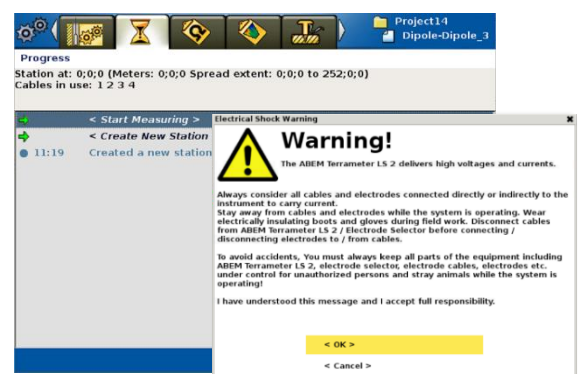 Project14
Dipole-Dipole_3
Progress
Station at: 0;0;0 (Meters: 0;0;0 Spread extent: 0;0;0 to 252;0;0)
Cables in use: 1 2 3 4
< Start Measuring >
< Create New Station
11:19 Created a new station
Electrical Shock Warning
Warning!
The ABEM Terrameter LS 2 delivers high voltages and currents.
Always consider all cables and electrodes connected directly or indirectly to the
instrument to carry current.
Stay away from cables and electrodes while the system is operating. Wear
electrically insulating boots and gloves during field work. Disconnect cables
from ABEM Terrameter LS 2 / Electrode Selector before connecting /
disconnecting electrodes to / from cables.
To avoid accidents, You must always keep all parts of the equipment including
ABEM Terrameter LS 2, electrode selector, electrode cables, electrodes etc.
under control for unauthorized persons and stray animals while the system is
operating!
I have understood this message and I accept full responsibility.
< OK >
< Cancel >